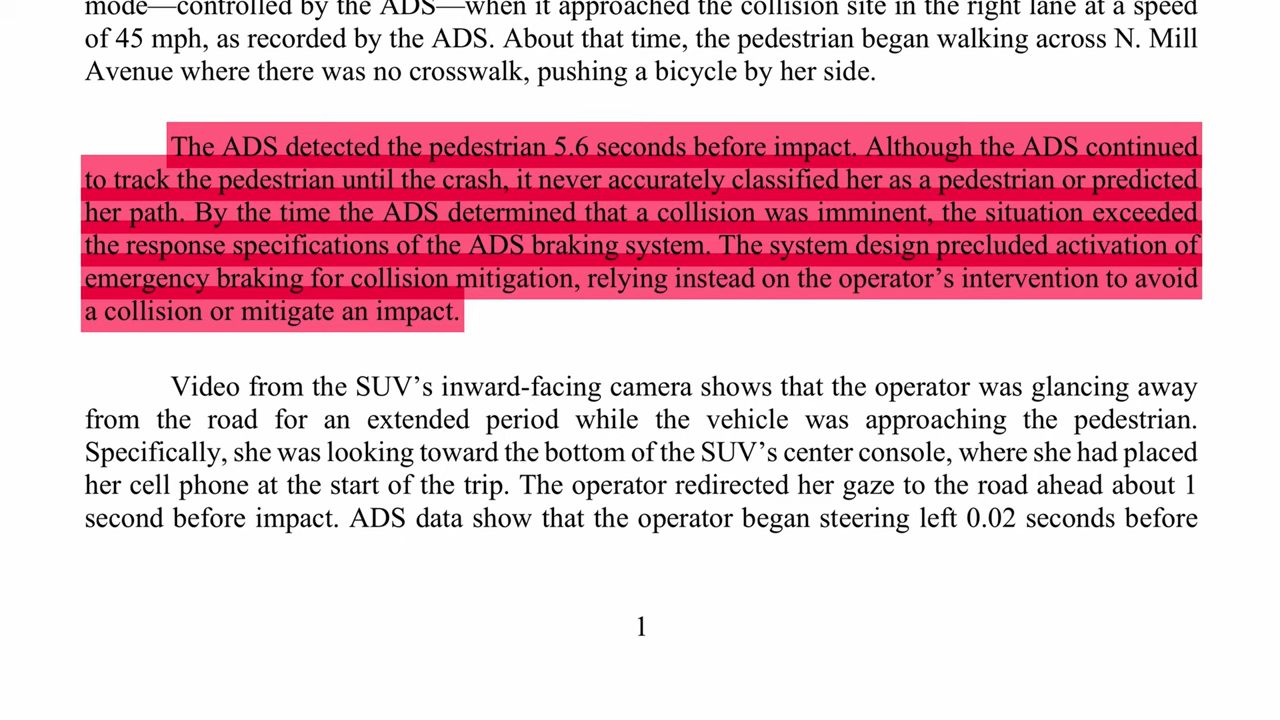 mode—controlled by the ADS—when it approached the collision site in the right lane at a speed
of 45 mph, as recorded by the ADS. About that time, the pedestrian began walking across N. Mill
Avenue where there was no crosswalk, pushing a bicycle by her side.
The ADS detected the pedestrian 5.6 seconds before impact. Although the ADS continued
to track the pedestrian until the crash, it never accurately classified her as a pedestrian or predicted
her path. By the time the ADS determined that a collision was imminent, the situation exceeded
the response specifications of the ADS braking system. The system design precluded activation of
emergency braking for collision mitigation, relying instead on the operator’s intervention to avoid
a collision or mitigate an impact.
Video from the SUV’s inward-facing camera shows that the operator was glancing away
from the road for an extended period while the vehicle was approaching the pedestrian.
Specifically, she was looking toward the bottom of the SUV’s center console, where she had placed
her cell phone at the start of the trip. The operator redirected her gaze to the road ahead about 1
second before impact. ADS data show that the operator began steering left 0.02 seconds before
1